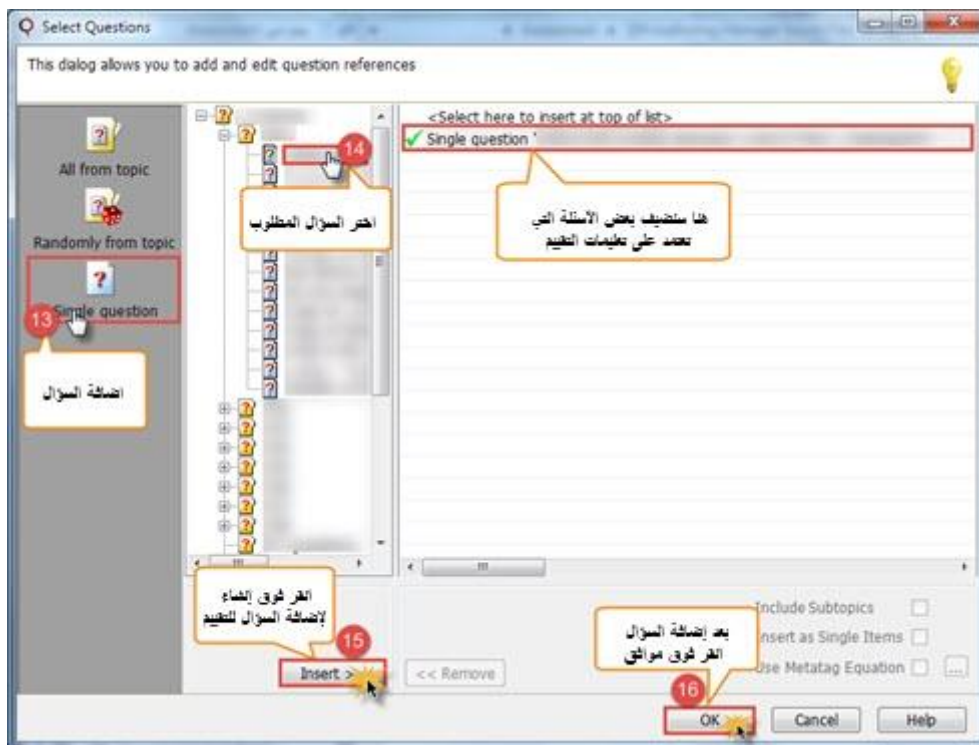 Select Questions
This dialog allows you to add and edit question references
All from topic
Randomly from topic
Single question
13
اضافة السؤال
14
اختر السؤال المطلوب
<Select here to insert at top of list>
Single question
هنا سنضيف بعض الأسئلة التي
تعتمد على تعليمات التقييم
انقر فوق إنشاء
لإضافة السؤال للتقييم
15
Insert >
<< Remove
بعد إضافة السؤال
انقر فوق موافق
16
Include Subtopics
Insert as Single Items
Use Metatag Equation
...
OK
Cancel
Help